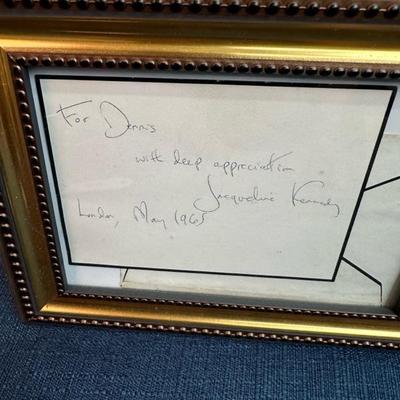 For Dennis
with deep appreciation
Jacqueline Kennedy
London, May 1965